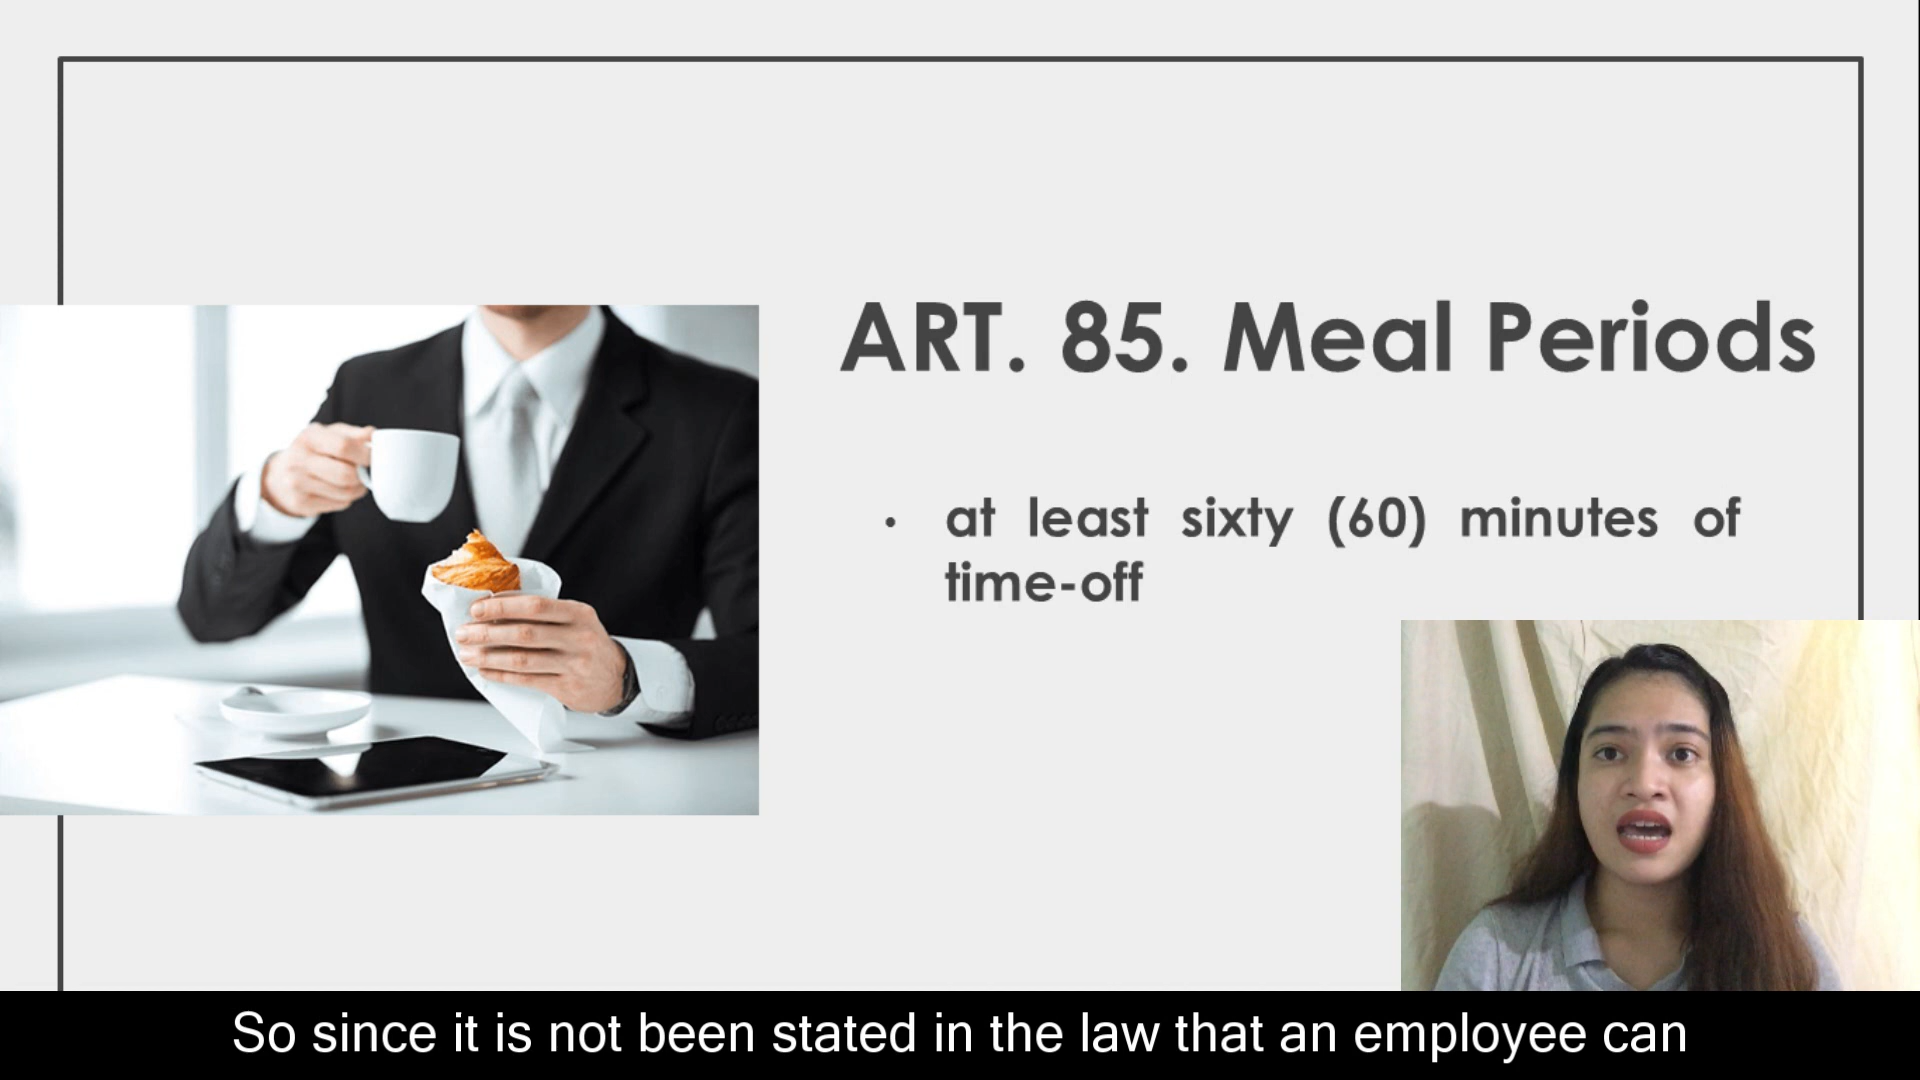 ART. 85. Meal Periods
• at least sixty (60) minutes of
time-off
So since it is not been stated in the law that an employee can